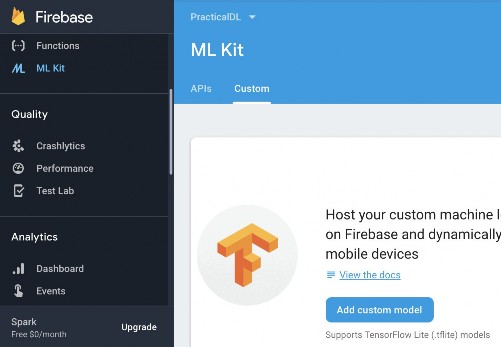 Firebase
Functions
ML Kit
Quality
Crashlytics
Performance
Test Lab
Analytics
Dashboard
Events
Spark
Free $0/month
Upgrade
PracticalDL
ML Kit
APIs Custom
Host your custom machine l
on Firebase and dynamically
mobile devices
View the docs
Add custom model
Supports TensorFlow Lite (.tflite) models